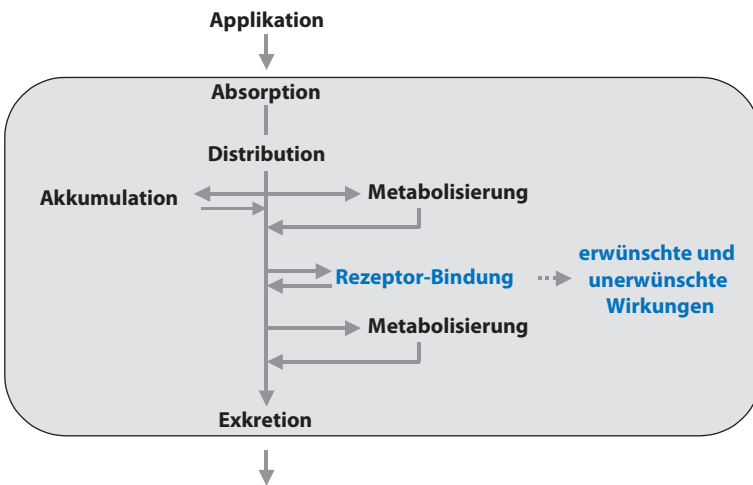 Applikation
Absorption
Distribution
Akkumulation
Metabolisierung
Rezeptor-Bindung
erwünschte und
unerwünschte
Wirkungen
Metabolisierung
Exkretion